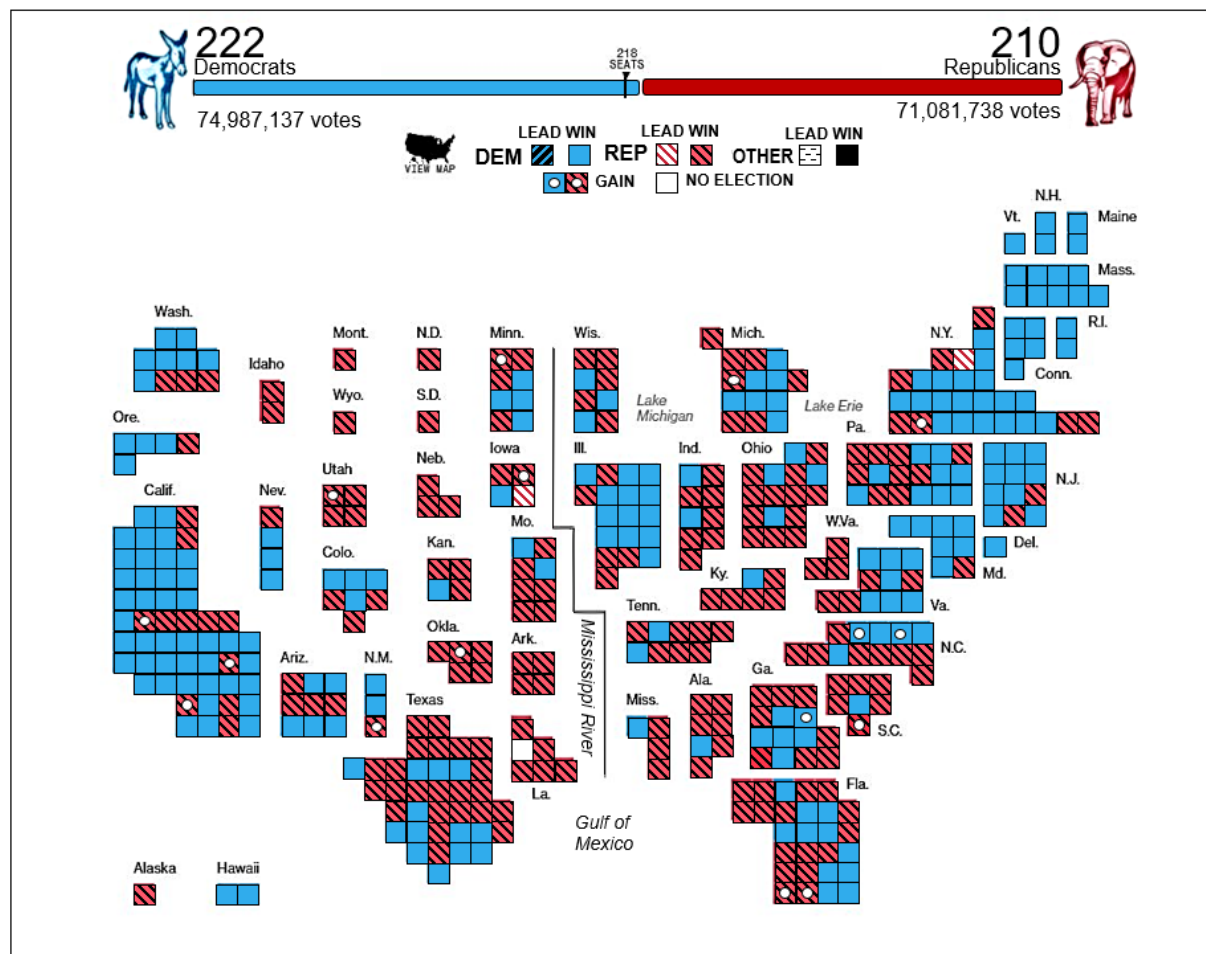 222
Democrats
218
SEATS
210
Republicans
74,987,137 votes
71,081,738 votes
VIEW MAP
LEAD WIN
LEAD WIN
LEAD WIN
DEM
REP
OTHER
GAIN
NO ELECTION
N.H.
Vt.
Maine
Mass.
Wash.
Mont.
N.D.
Minn.
Wis.
Mich.
N.Y.
R.I.
Idaho
Conn.
Wyo.
S.D.
Lake
Michigan
Lake Erie
Ore.
Pa.
Utah
Neb.
Iowa
Ill.
Ind.
Ohio
N.J.
Calif.
Nev.
Mo.
W.Va.
Colo.
Kan.
Del.
Ky.
Md.
Tenn.
Va.
Okla.
Ark.
Mississippi River
N.C.
Ariz.
N.M.
Ga.
Texas
Miss.
Ala.
S.C.
La.
Fla.
Gulf of
Mexico
Alaska
Hawaii